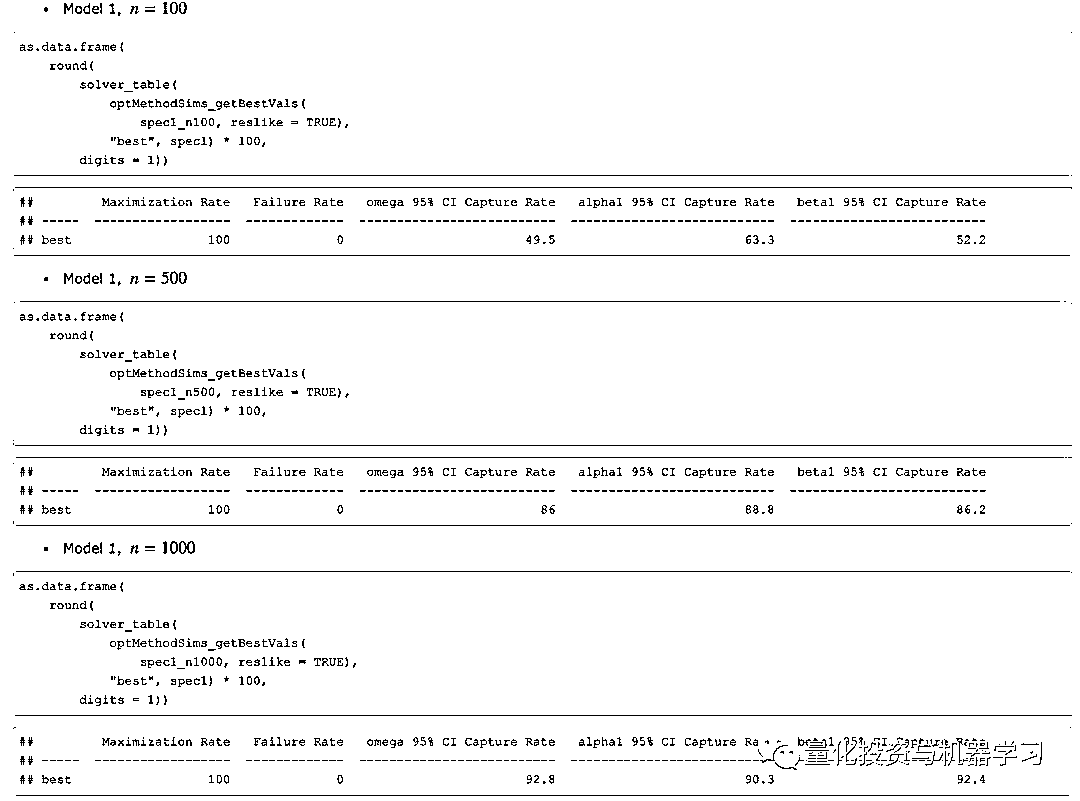 • Model 1, n = 100
as.data.frame(
round(
solver_table(
optMethodSims_getBestVals(
spec1_n100, reslike = TRUE),
"best", spec1) * 100,
digits = 1))
## Maximization Rate Failure Rate omega 95% CI Capture Rate alpha1 95% CI Capture Rate beta1 95% CI Capture Rate
## ----- ------------------ ------------- -------------------------- --------------------------- --------------------------
## best 100 0 49.5 63.3 52.2
• Model 1, n = 500
as.data.frame(
round(
solver_table(
optMethodSims_getBestVals(
spec1_n500, reslike = TRUE),
"best", spec1) * 100,
digits = 1))
## Maximization Rate Failure Rate omega 95% CI Capture Rate alpha1 95% CI Capture Rate beta1 95% CI Capture Rate
## ----- ------------------ ------------- -------------------------- --------------------------- --------------------------
## best 100 0 86 88.8 86.2
• Model 1, n = 1000
as.data.frame(
round(
solver_table(
optMethodSims_getBestVals(
spec1_n1000, reslike = TRUE),
"best", spec1) * 100,
digits = 1))
## Maximization Rate Failure Rate omega 95% CI Capture Rate alpha1 95% CI Capture Rate beta1 95% CI Capture Rate
## ----- ------------------ ------------- -------------------------- --------------------------- --------------------------
量化投资与机器学习
## best 100 0 92.8 90.3 92.4